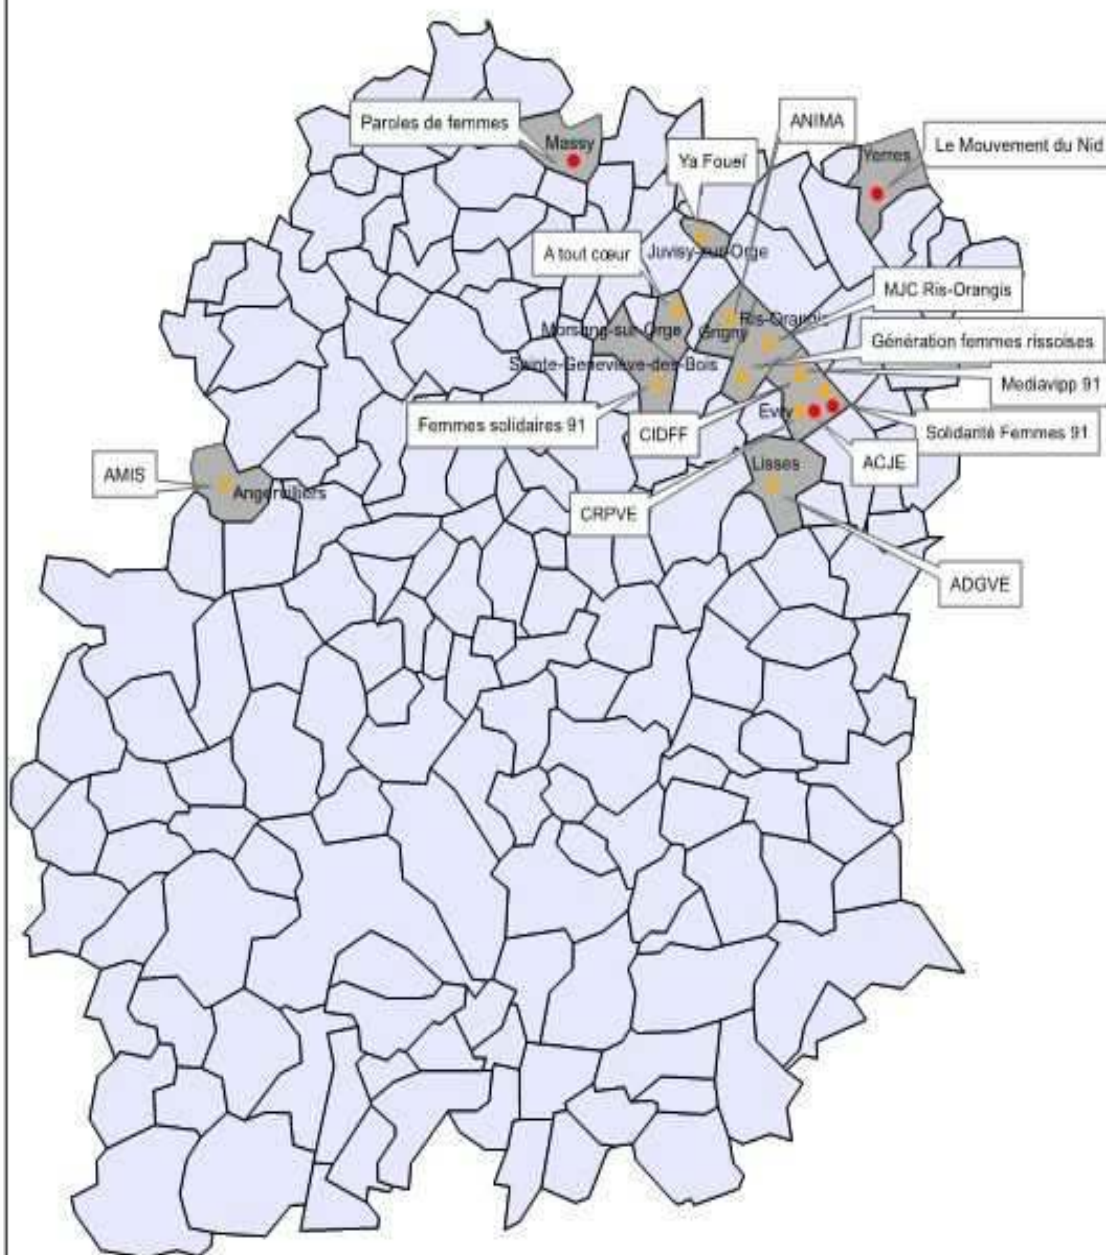 ANIMA
Paroles de femmes
Massy
Ya Foueï
Yerres
Le Mouvement du Nid
A tout cœur
Juvisy-sur-Orge
MJC Ris-Orangis
Morsang-sur-Orge
Grigny
Ris-Orangis
Génération femmes rissoises
Sainte-Geneviève-des-Bois
Mediavipp 91
Femmes solidaires 91
CIDFF
Evry
Solidarité Femmes 91
AMIS
Angervilliers
Lisses
ACJE
CRPVE
ADGVE